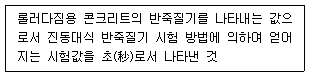 롤러다짐용 콘크리트의 반죽질기를 나타내는 값으
로서 진동대식 반죽질기 시험 방법에 의하며 얻어
지는 시험값을 초(秒)로서 나타낸 것